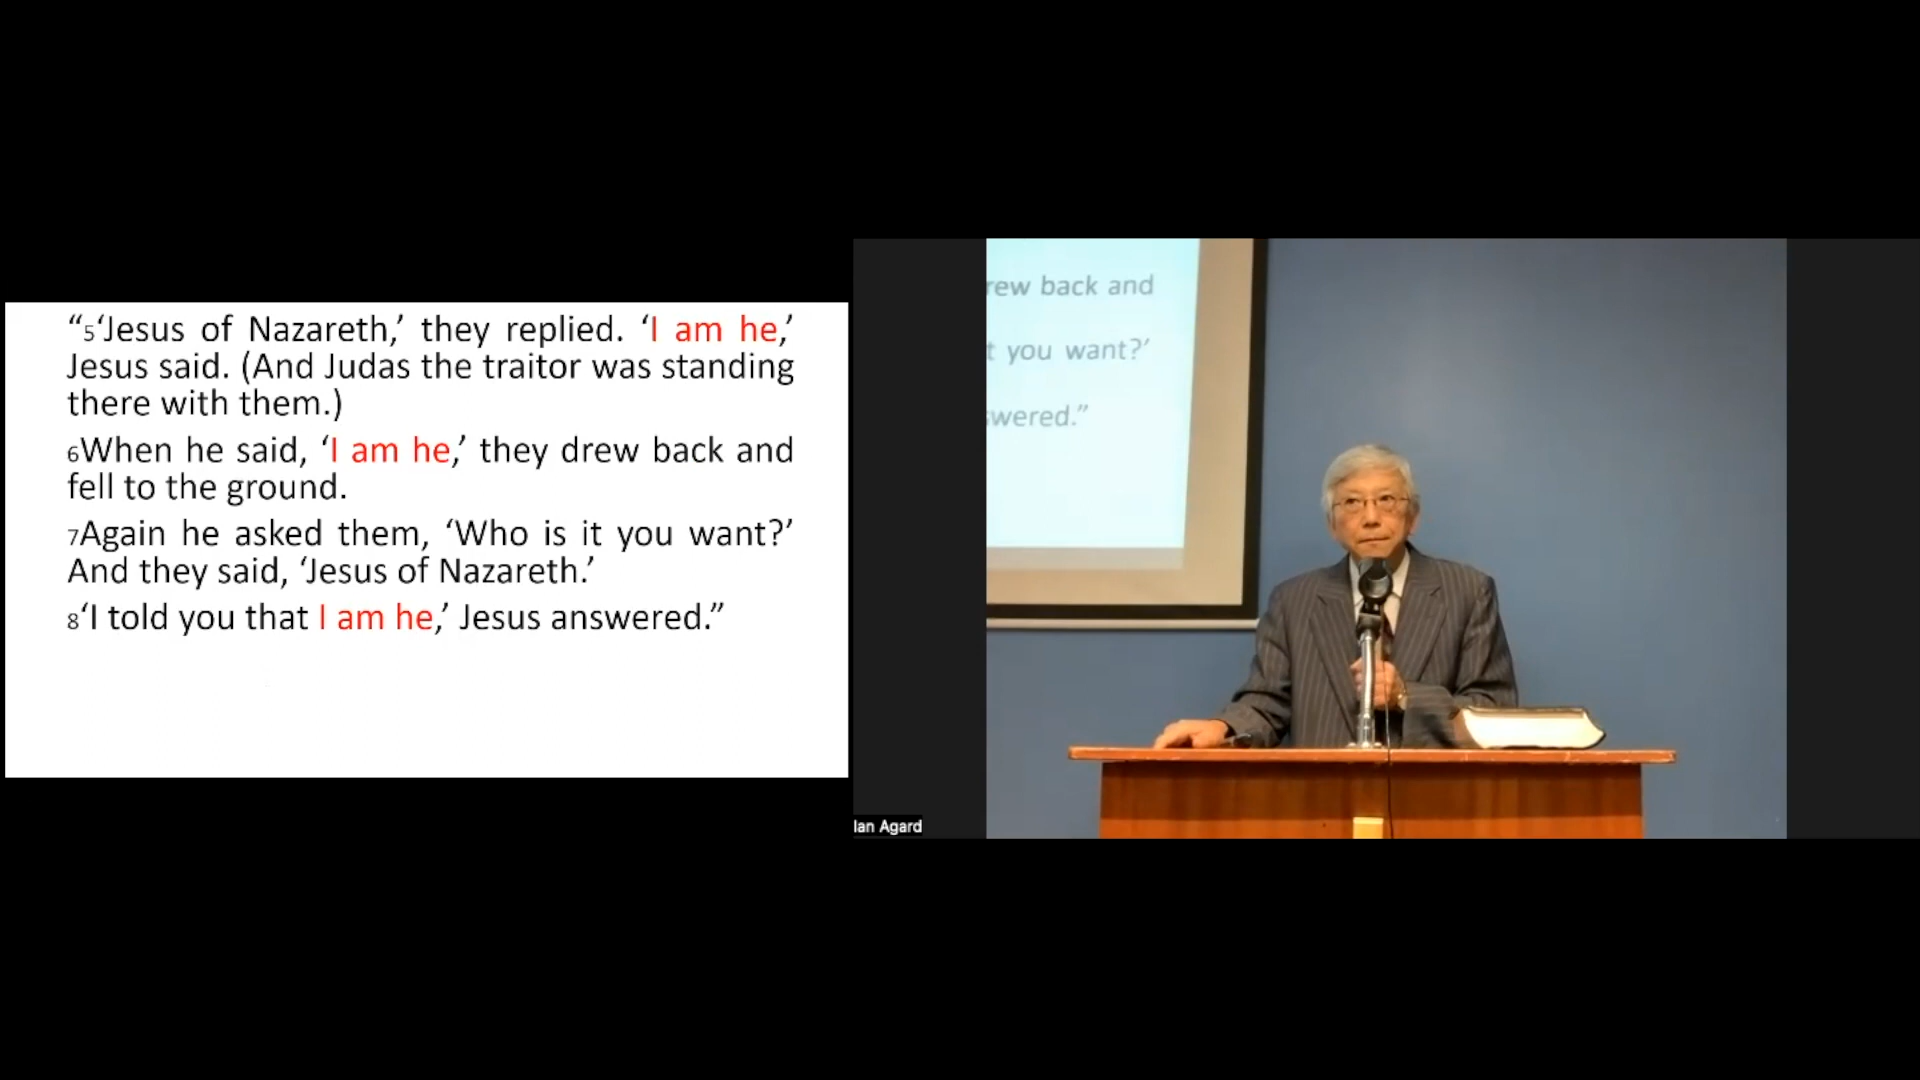 “5‘Jesus of Nazareth,’ they replied. ‘I am he,’
Jesus said. (And Judas the traitor was standing
there with them.)
6When he said, ‘I am he,’ they drew back and
fell to the ground.
7Again he asked them, ‘Who is it you want?’
And they said, ‘Jesus of Nazareth.’
8‘I told you that I am he,’ Jesus answered.”
rew back and
t you want?’
swered.”
Ian Agard